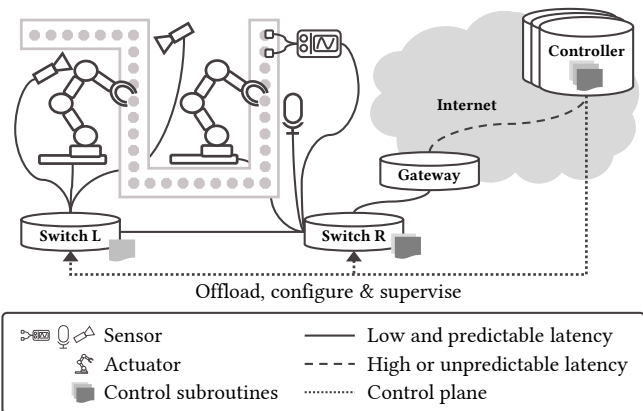 Controller
Internet
Gateway
Switch L
Switch R
Offload, configure & supervise
Sensor
Low and predictable latency
Actuator
High or unpredictable latency
Control subroutines
Control plane